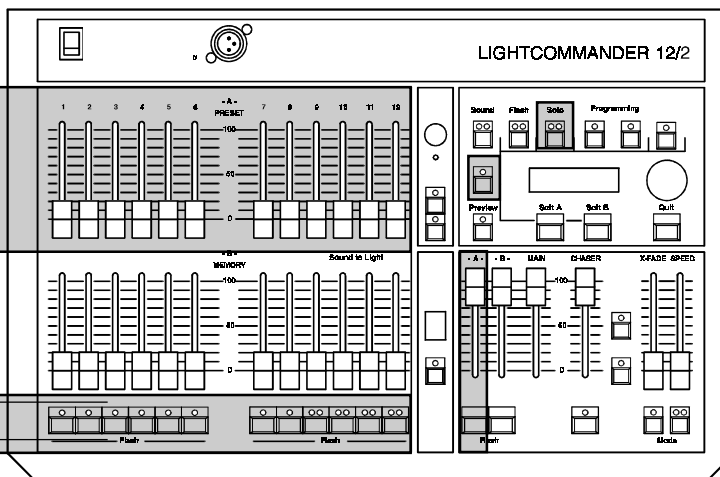 LIGHTCOMMANDER 12/2
- A -
1 2 3 4 5 6 7 8 9 10 11 12
PRESET
100
50
0
Sound Flash Solo Programming
Preview Soft A Soft B Quit
- B -
MEMORY
Sound to Light
100
50
0
- A - - B - MAIN CHASER X-FADE SPEED
100
50
0
Flash Flash Flash Mode